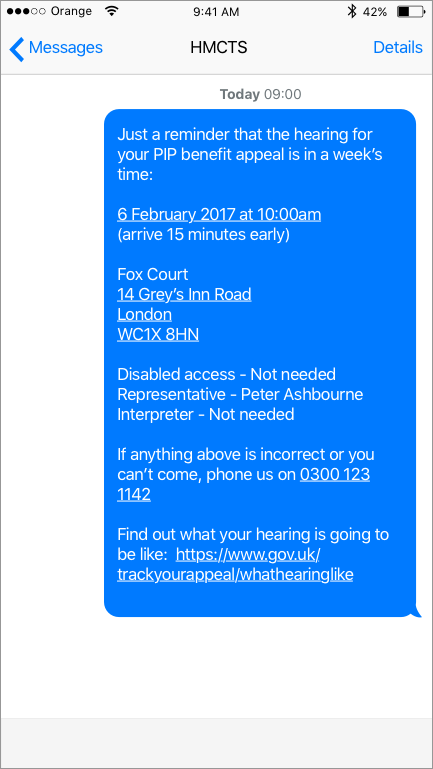 Orange 9:41 AM 42%
Messages HMCTS Details
Today 09:00
Just a reminder that the hearing for
your PIP benefit appeal is in a week's
time:
6 February 2017 at 10:00am
(arrive 15 minutes early)
Fox Court
14 Grey's Inn Road
London
WC1X 8HN
Disabled access - Not needed
Representative - Peter Ashbourne
Interpreter - Not needed
If anything above is incorrect or you
can't come, phone us on 0300 123
1142
Find out what your hearing is going to
be like:  https://www.gov.uk/
trackyourappeal/whathearinglike